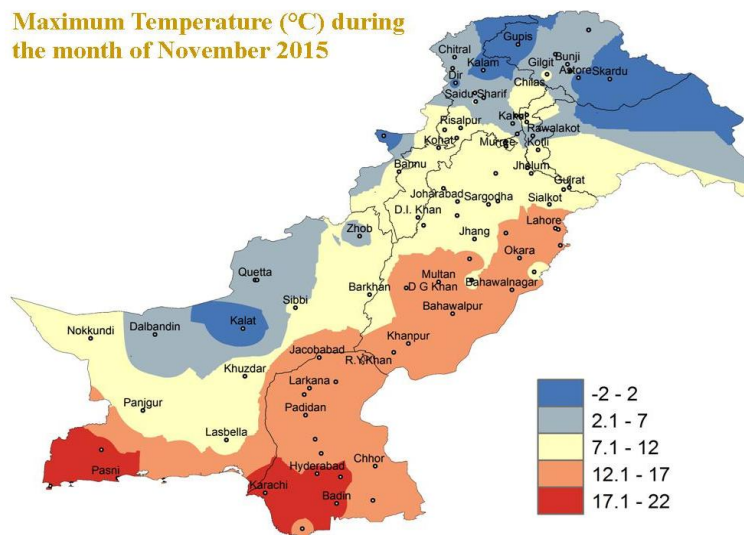 Maximum Temperature (°C) during
the month of November 2015
Gupis
Chitral
Bunji
Gilgit
Kalam
Astore
Skardu
Dir
Chilas
Saidu Sharif
Kakul
Risalpur
Rawalakot
Kohat
Murree
Kotli
Bannu
Jhelum
Gujrat
Joharabad
Sargodha
Sialkot
D.I. Khan
Lahore
Zhob
Jhang
Okara
Quetta
Multan
Barkhan
D G Khan
Bahawalnagar
Sibbi
Bahawalpur
Kalat
Nokkundi
Dalbandin
Khanpur
Jacobabad
R.Y.Khan
Khuzdar
Larkana
Panjgur
Padidan
Lasbella
Chhor
Pasni
Hyderabad
Karachi
Badin
-2 - 2
2.1 - 7
7.1 - 12
12.1 - 17
17.1 - 22